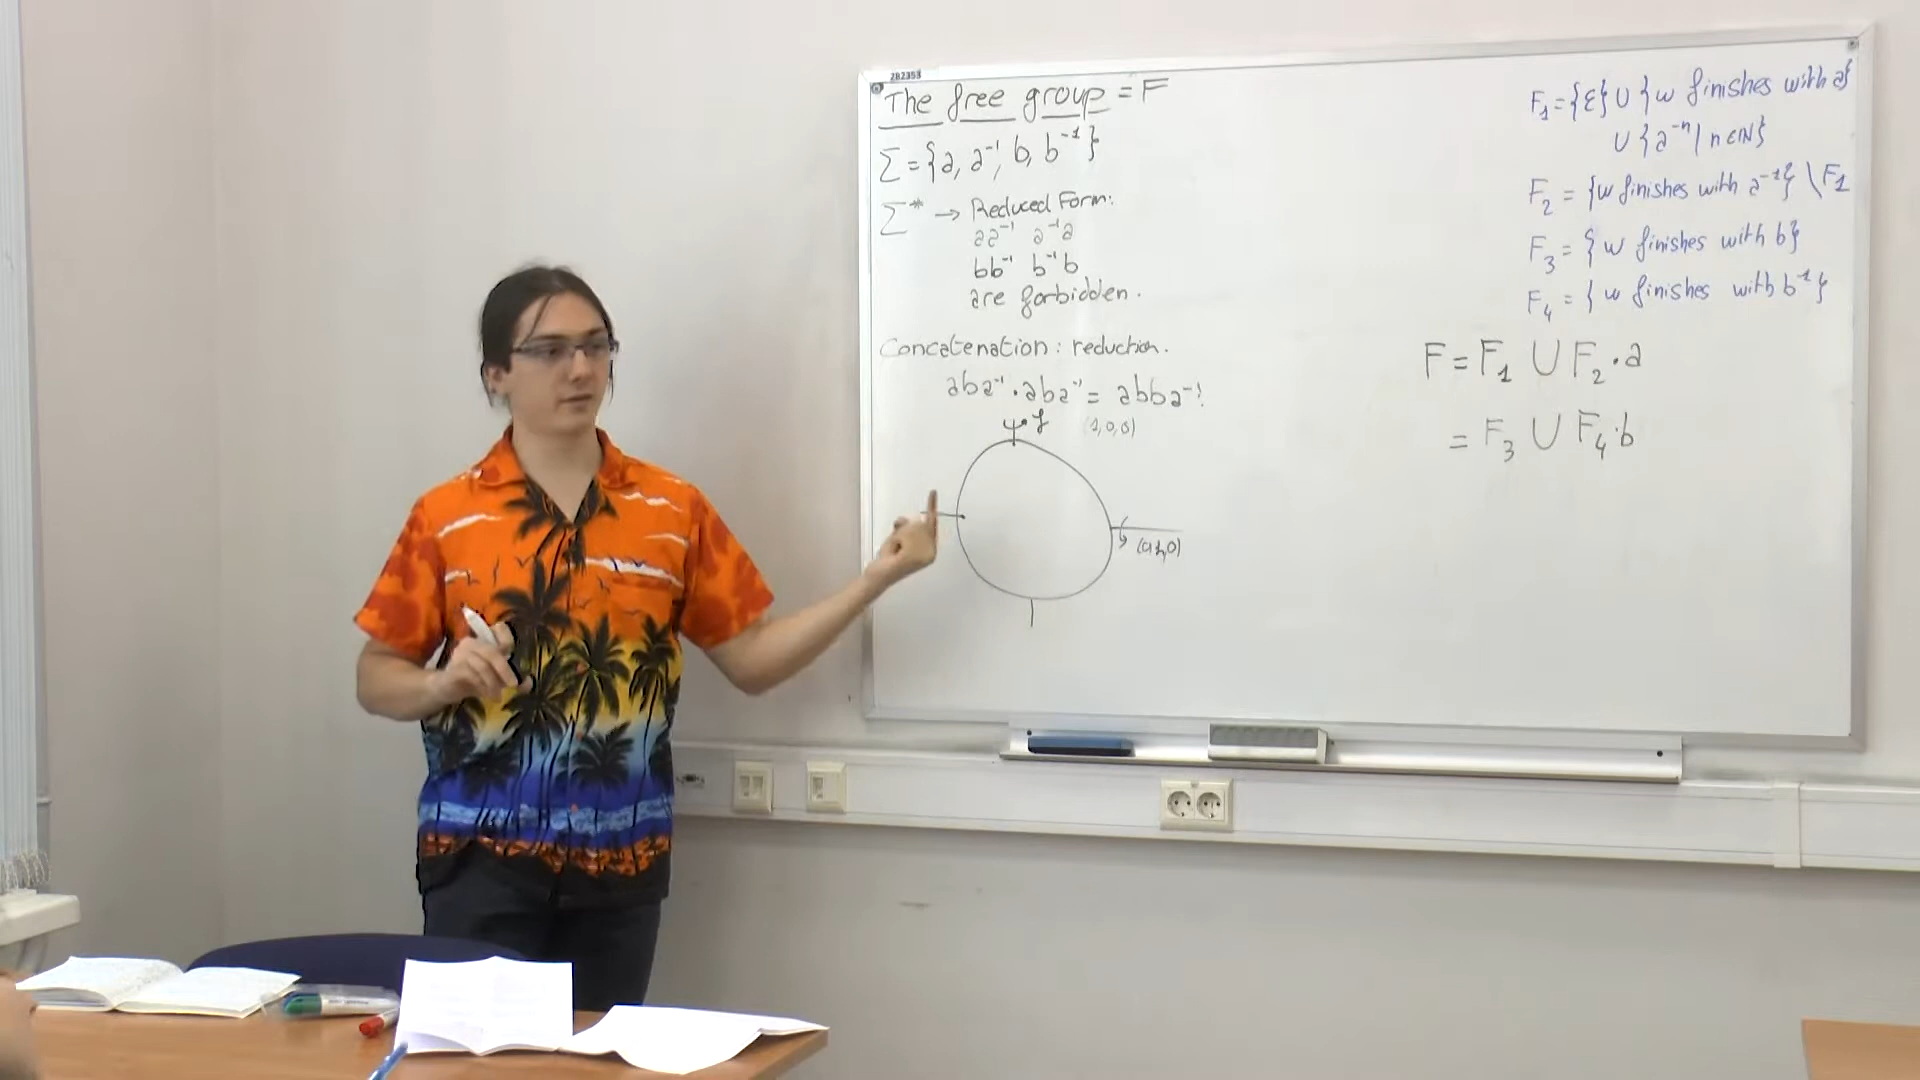 282353
The free group = F
Σ = {a, a⁻¹, b, b⁻¹}
Σ* → Reduced Form:
aa⁻¹ a⁻¹a
bb⁻¹ b⁻¹b
are forbidden.
Concatenation: reduction.
aba⁻¹ · aba⁻¹ = abba⁻¹
(1,0,0)
(0,1,0)
F₁ = {ε} ∪ {w finishes with a}
∪ {a⁻ⁿ | n ∈ ℕ}
F₂ = {w finishes with a⁻¹} \ F₁
F₃ = {w finishes with b}
F₄ = {w finishes with b⁻¹}
F = F₁ ∪ F₂ · a
= F₃ ∪ F₄ · b